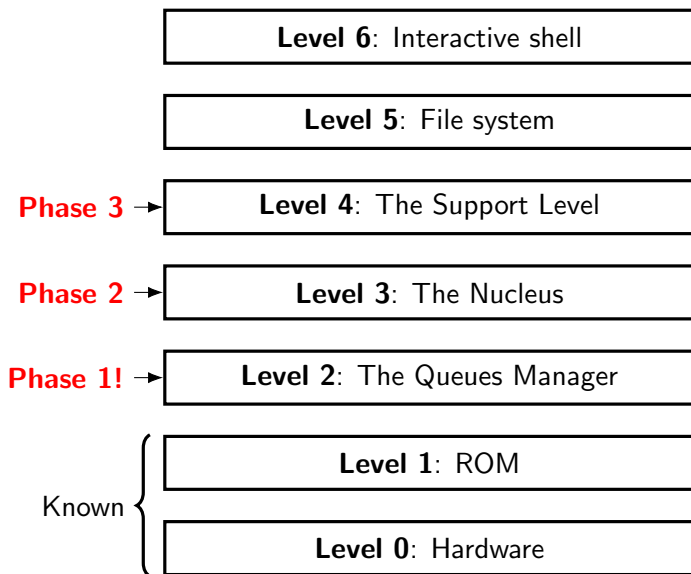 Level 6: Interactive shell
Level 5: File system
Phase 3 Level 4: The Support Level
Phase 2 Level 3: The Nucleus
Phase 1! Level 2: The Queues Manager
Level 1: ROM
Known
Level 0: Hardware